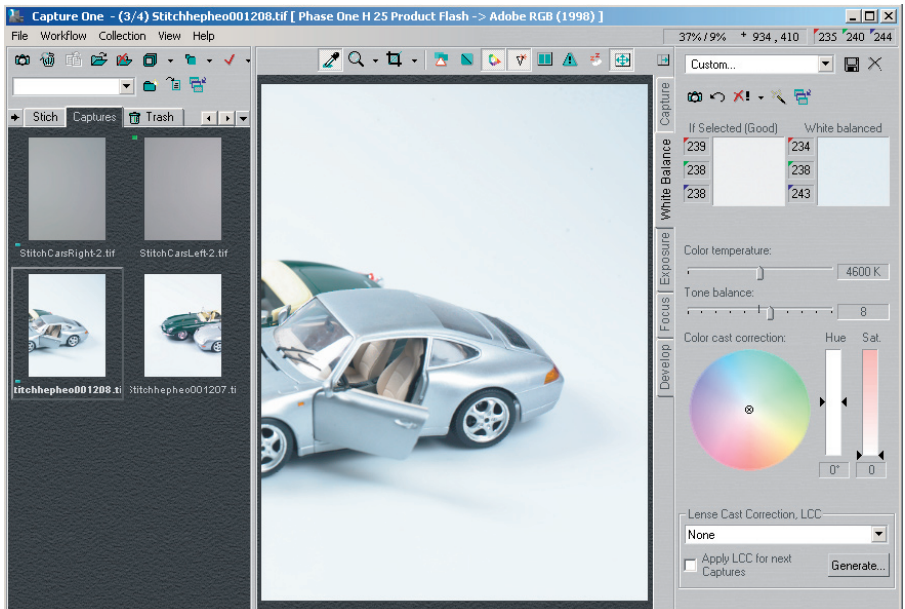 Capture One - (3/4) Stitchhepheo001208.tif [ Phase One H 25 Product Flash -> Adobe RGB (1998) ]
File Workflow Collection View Help
37%/9% + 934 , 410 235 240 244
Stich Captures Trash
StitchCarsRight-2.tif StitchCarsLeft-2.tif
titchhepheo001208.ti titchhepheo001207.ti
Capture
White Balance
Exposure
Focus
Develop
Custom...
If Selected (Good) White balanced
239 234
238 238
238 243
Color temperature:
4600 K
Tone balance:
8
Color cast correction: Hue Sat.
0° 0
Lense Cast Correction, LCC
None
Apply LCC for next
Captures
Generate...